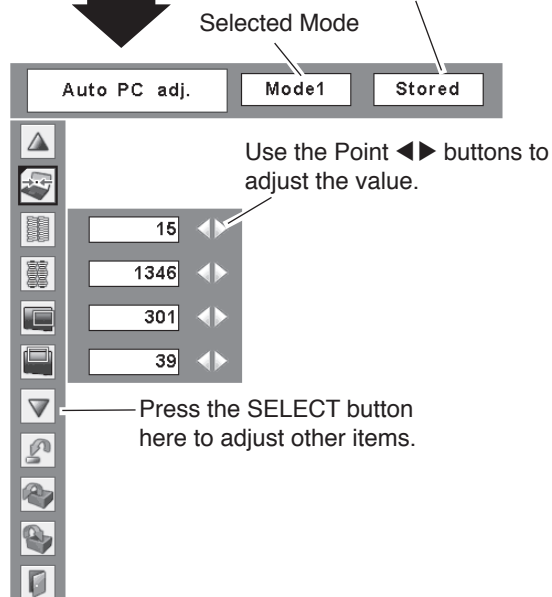 Selected Mode
Auto PC adj.
Mode1
Stored
Use the Point ◀▶ buttons to
adjust the value.
15
1346
301
39
Press the SELECT button
here to adjust other items.